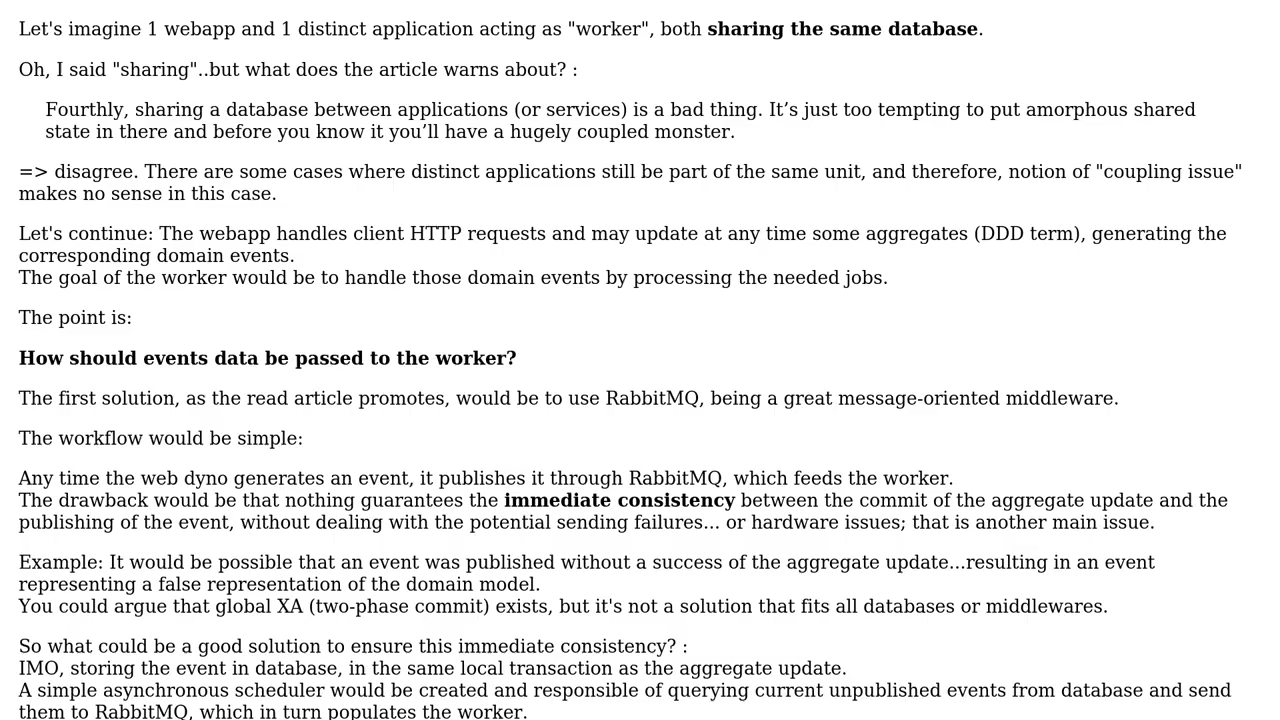 Let's imagine 1 webapp and 1 distinct application acting as "worker", both sharing the same database.
Oh, I said "sharing"..but what does the article warns about? :
Fourthly, sharing a database between applications (or services) is a bad thing. It’s just too tempting to put amorphous shared
state in there and before you know it you’ll have a hugely coupled monster.
=> disagree. There are some cases where distinct applications still be part of the same unit, and therefore, notion of "coupling issue"
makes no sense in this case.
Let's continue: The webapp handles client HTTP requests and may update at any time some aggregates (DDD term), generating the
corresponding domain events.
The goal of the worker would be to handle those domain events by processing the needed jobs.
The point is:
How should events data be passed to the worker?
The first solution, as the read article promotes, would be to use RabbitMQ, being a great message-oriented middleware.
The workflow would be simple:
Any time the web dyno generates an event, it publishes it through RabbitMQ, which feeds the worker.
The drawback would be that nothing guarantees the immediate consistency between the commit of the aggregate update and the
publishing of the event, without dealing with the potential sending failures... or hardware issues; that is another main issue.
Example: It would be possible that an event was published without a success of the aggregate update...resulting in an event
representing a false representation of the domain model.
You could argue that global XA (two-phase commit) exists, but it's not a solution that fits all databases or middlewares.
So what could be a good solution to ensure this immediate consistency? :
IMO, storing the event in database, in the same local transaction as the aggregate update.
A simple asynchronous scheduler would be created and responsible of querying current unpublished events from database and send
them to RabbitMQ, which in turn populates the worker.